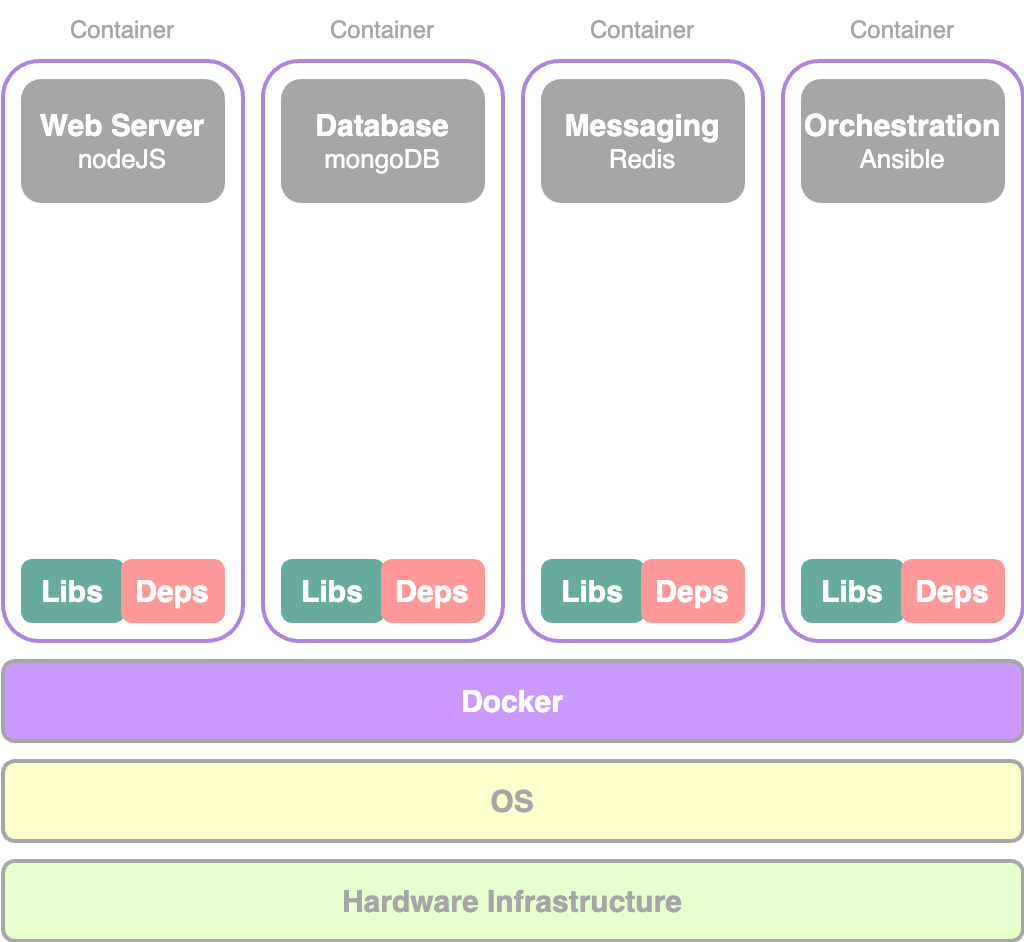 Container
Container
Container
Container
Web Server
nodeJS
Database
mongoDB
Messaging
Redis
Orchestration
Ansible
Libs
Deps
Libs
Deps
Libs
Deps
Libs
Deps
Docker
OS
Hardware Infrastructure